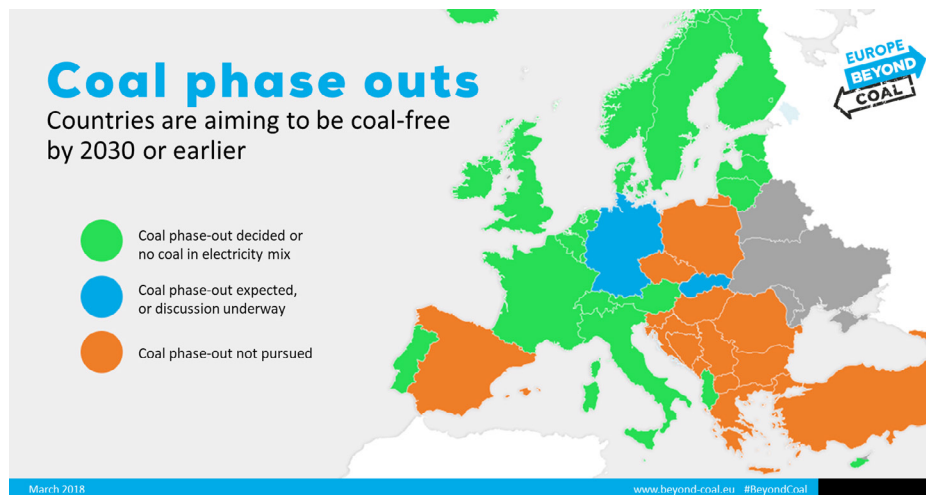 Coal phase outs
Countries are aiming to be coal-free
by 2030 or earlier
EUROPE
BEYOND
COAL
Coal phase-out decided or
no coal in electricity mix
Coal phase-out expected,
or discussion underway
Coal phase-out not pursued
March 2018
www.beyond-coal.eu #BeyondCoal